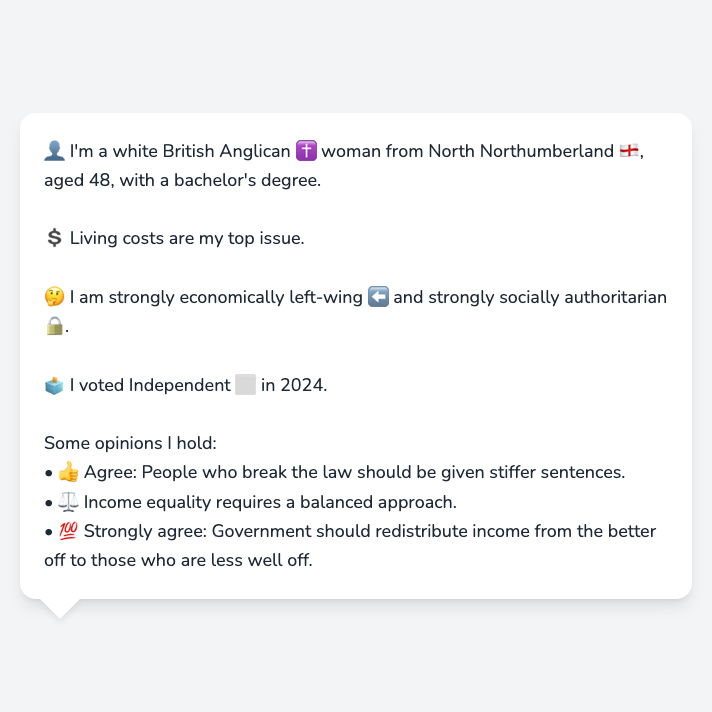 👤 I'm a white British Anglican ✝️ woman from North Northumberland 🏴󠁧󠁢󠁥󠁮󠁧󠁿,
aged 48, with a bachelor's degree.
💲 Living costs are my top issue.
🤔 I am strongly economically left-wing ⬅️ and strongly socially authoritarian
🔒.
🗳️ I voted Independent ⬜ in 2024.
Some opinions I hold:
• 👍 Agree: People who break the law should be given stiffer sentences.
• ⚖️ Income equality requires a balanced approach.
• 💯 Strongly agree: Government should redistribute income from the better
off to those who are less well off.